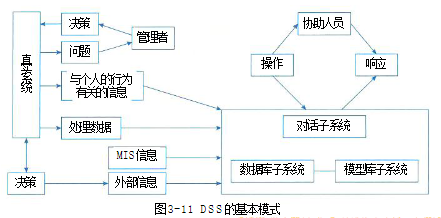 决策
协助人员
管理者
问题
真实系统
操作
响应
与个人的行为
有关的信息
处理数据
对话子系统
MIS信息
数据库子系统
模型库子系统
决策
外部信息
图3-11 DSS的基本模式